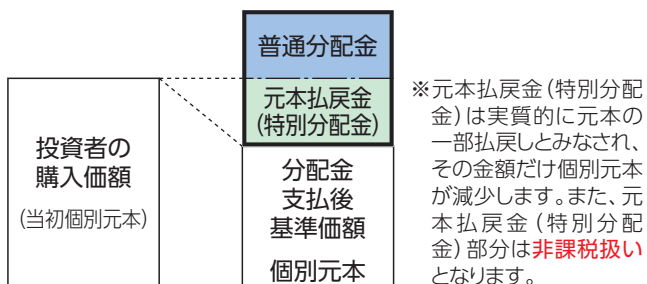 普通分配金
元本払戻金
(特別分配金)
投資者の
購入価額
(当初個別元本)
分配金
支払後
基準価額
個別元本
※元本払戻金(特別分配
金)は実質的に元本の
一部払戻しとみなされ、
その金額だけ個別元本
が減少します。また、元
本払戻金(特別分配
金)部分は非課税扱い
となります。